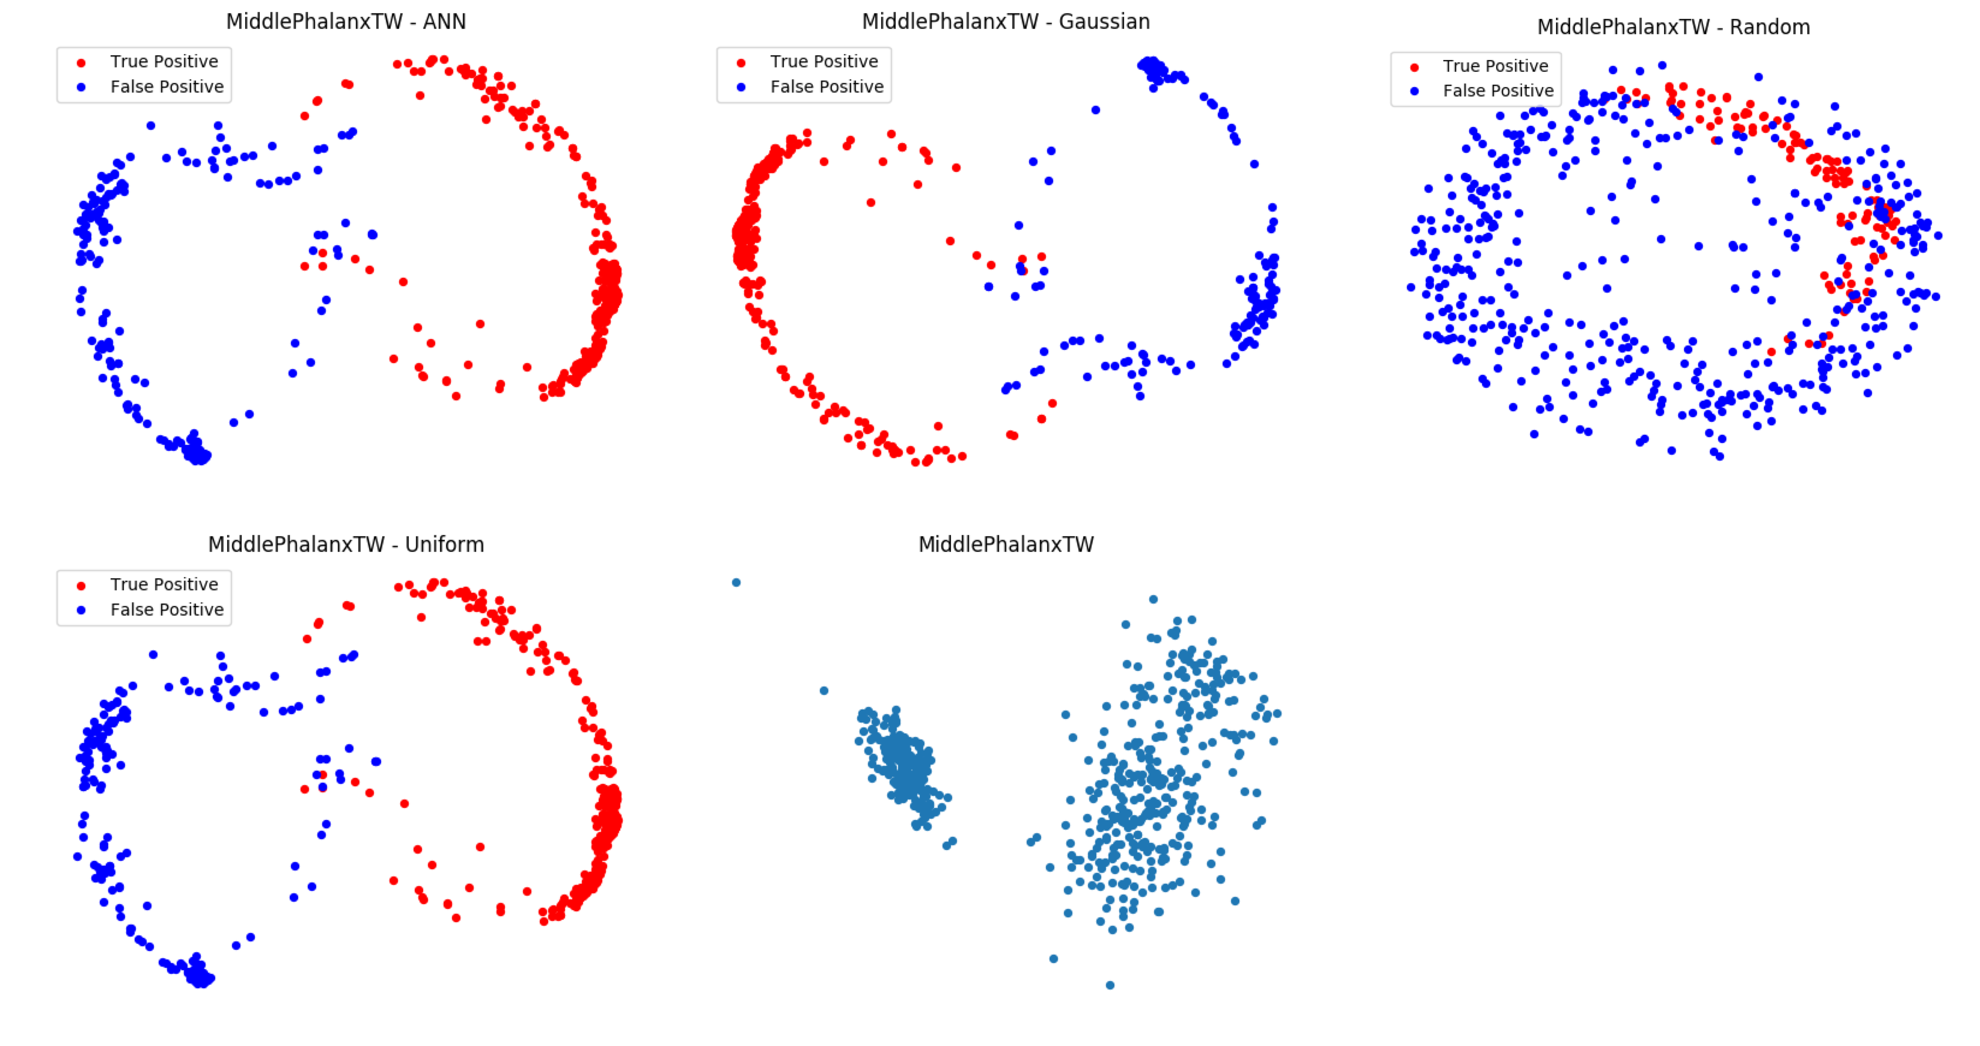 MiddlePhalanxTW - ANN
True Positive
False Positive
MiddlePhalanxTW - Gaussian
True Positive
False Positive
MiddlePhalanxTW - Random
True Positive
False Positive
MiddlePhalanxTW - Uniform
True Positive
False Positive
MiddlePhalanxTW